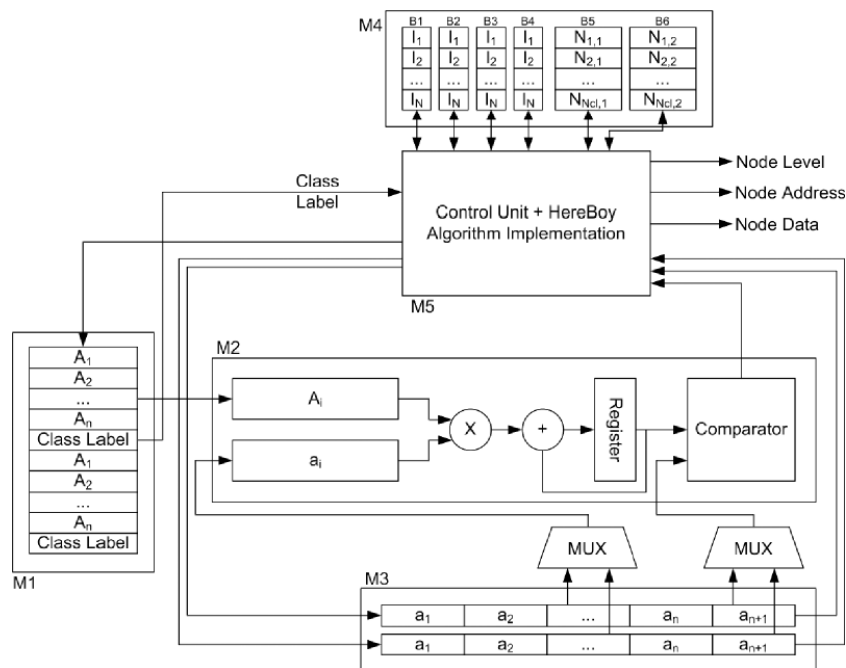 M4
B1 B2 B3 B4 B5 B6
I1 I1 I1 I1 N1,1 N1,2
I2 I2 I2 I2 N2,1 N2,2
... ... ... ... ... ...
IN IN IN IN NNcl,1 NNcl,2
Class
Label
Control Unit + HereBoy
Algorithm Implementation
Node Level
Node Address
Node Data
M5
M1
A1
A2
...
An
Class Label
A1
A2
...
An
Class Label
M2
Ai
ai
X
+
Register
Comparator
MUX
MUX
M3
a1 a2 ... an an+1
a1 a2 ... an an+1